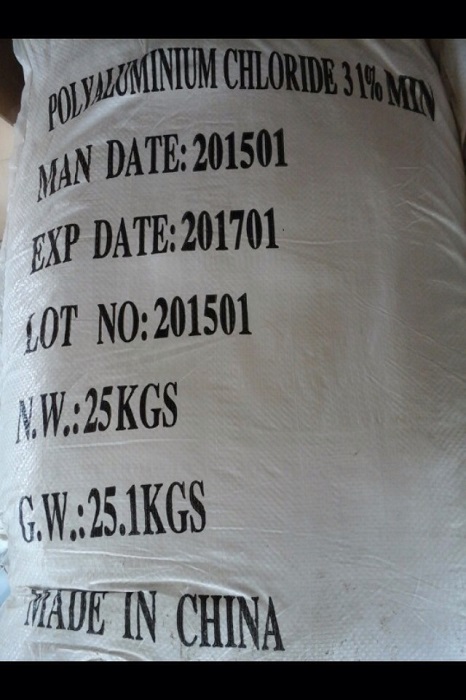 POLYALUMINIUM CHLORIDE 31% MIN
MAN DATE:201501
EXP DATE:201701
LOT NO:201501
N.W.:25KGS
G.W.:25.1KGS
MADE IN CHINA